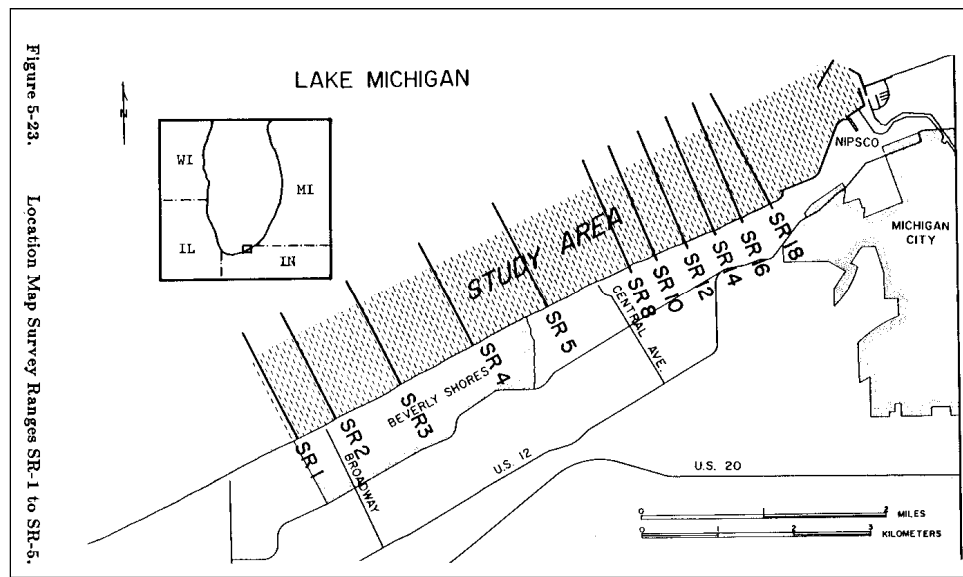 Figure 5-23. Location Map Survey Ranges SR-1 to SR-5.
LAKE MICHIGAN
N
WI
MI
IL
IN
STUDY AREA
NIPSCO
MICHIGAN
CITY
SR 1
SR 2
SR3
SR 4
SR 5
SR 8
SR 10
SR 12
SR 14
SR 16
SR 18
BEVERLY SHORES
BROADWAY
CENTRAL AVE.
U.S. 12
U.S. 20
0 1 2
MILES
0 1 2 3
KILOMETERS